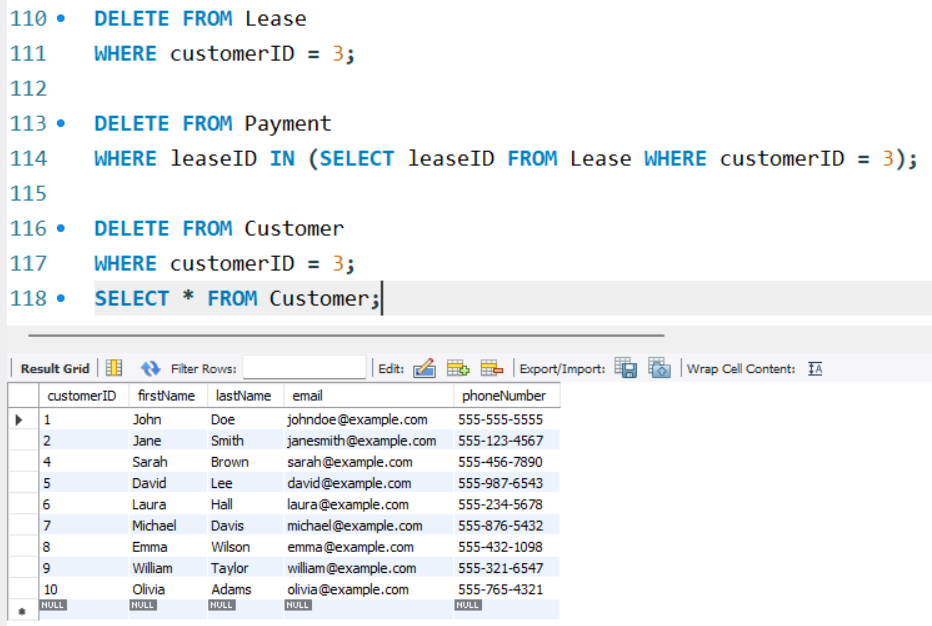 110 DELETE FROM Lease
111 WHERE customerID = 3;
112
113 DELETE FROM Payment
114 WHERE leaseID IN (SELECT leaseID FROM Lease WHERE customerID = 3);
115
116 DELETE FROM Customer
117 WHERE customerID = 3;
118 SELECT * FROM Customer;
Result Grid Filter Rows: Edit: Export/Import: Wrap Cell Content: IA
customerID firstName lastName email phoneNumber
1 John Doe johndoe@example.com 555-555-5555
2 Jane Smith janesmith@example.com 555-123-4567
4 Sarah Brown sarah@example.com 555-456-7890
5 David Lee david@example.com 555-987-6543
6 Laura Hall laura@example.com 555-234-5678
7 Michael Davis michael@example.com 555-876-5432
8 Emma Wilson emma@example.com 555-432-1098
9 William Taylor william@example.com 555-321-6547
10 Olivia Adams olivia@example.com 555-765-4321
NULL NULL NULL NULL NULL